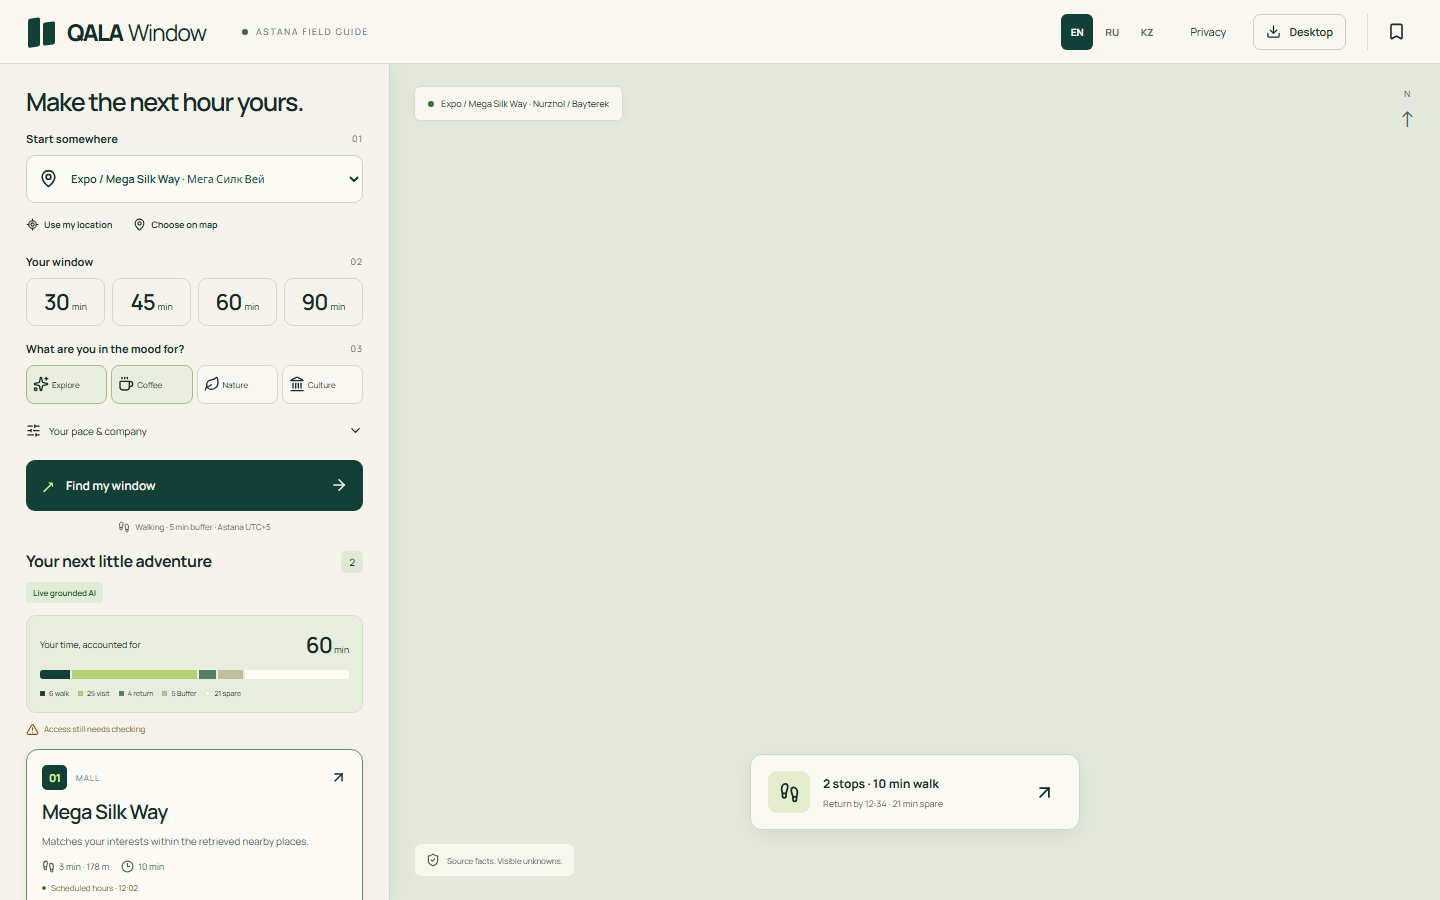 QALA Window
ASTANA FIELD GUIDE
EN
RU
KZ
Privacy
Desktop
Make the next hour yours.
Start somewhere
01
Expo / Mega Silk Way · Мега Силк Вей
Use my location
Choose on map
Your window
02
30 min
45 min
60 min
90 min
What are you in the mood for?
03
Explore
Coffee
Nature
Culture
Your pace & company
Find my window
Walking · 5 min buffer · Astana UTC+5
Your next little adventure
2
Live grounded AI
Your time, accounted for
60 min
6 walk
25 visit
4 return
5 Buffer
21 spare
Access still needs checking
01
MALL
Mega Silk Way
Matches your interests within the retrieved nearby places.
3 min · 178 m
10 min
Scheduled hours · 12:02
Expo / Mega Silk Way · Nurzhol / Bayterek
N
2 stops · 10 min walk
Return by 12:34 · 21 min spare
Source facts. Visible unknowns.